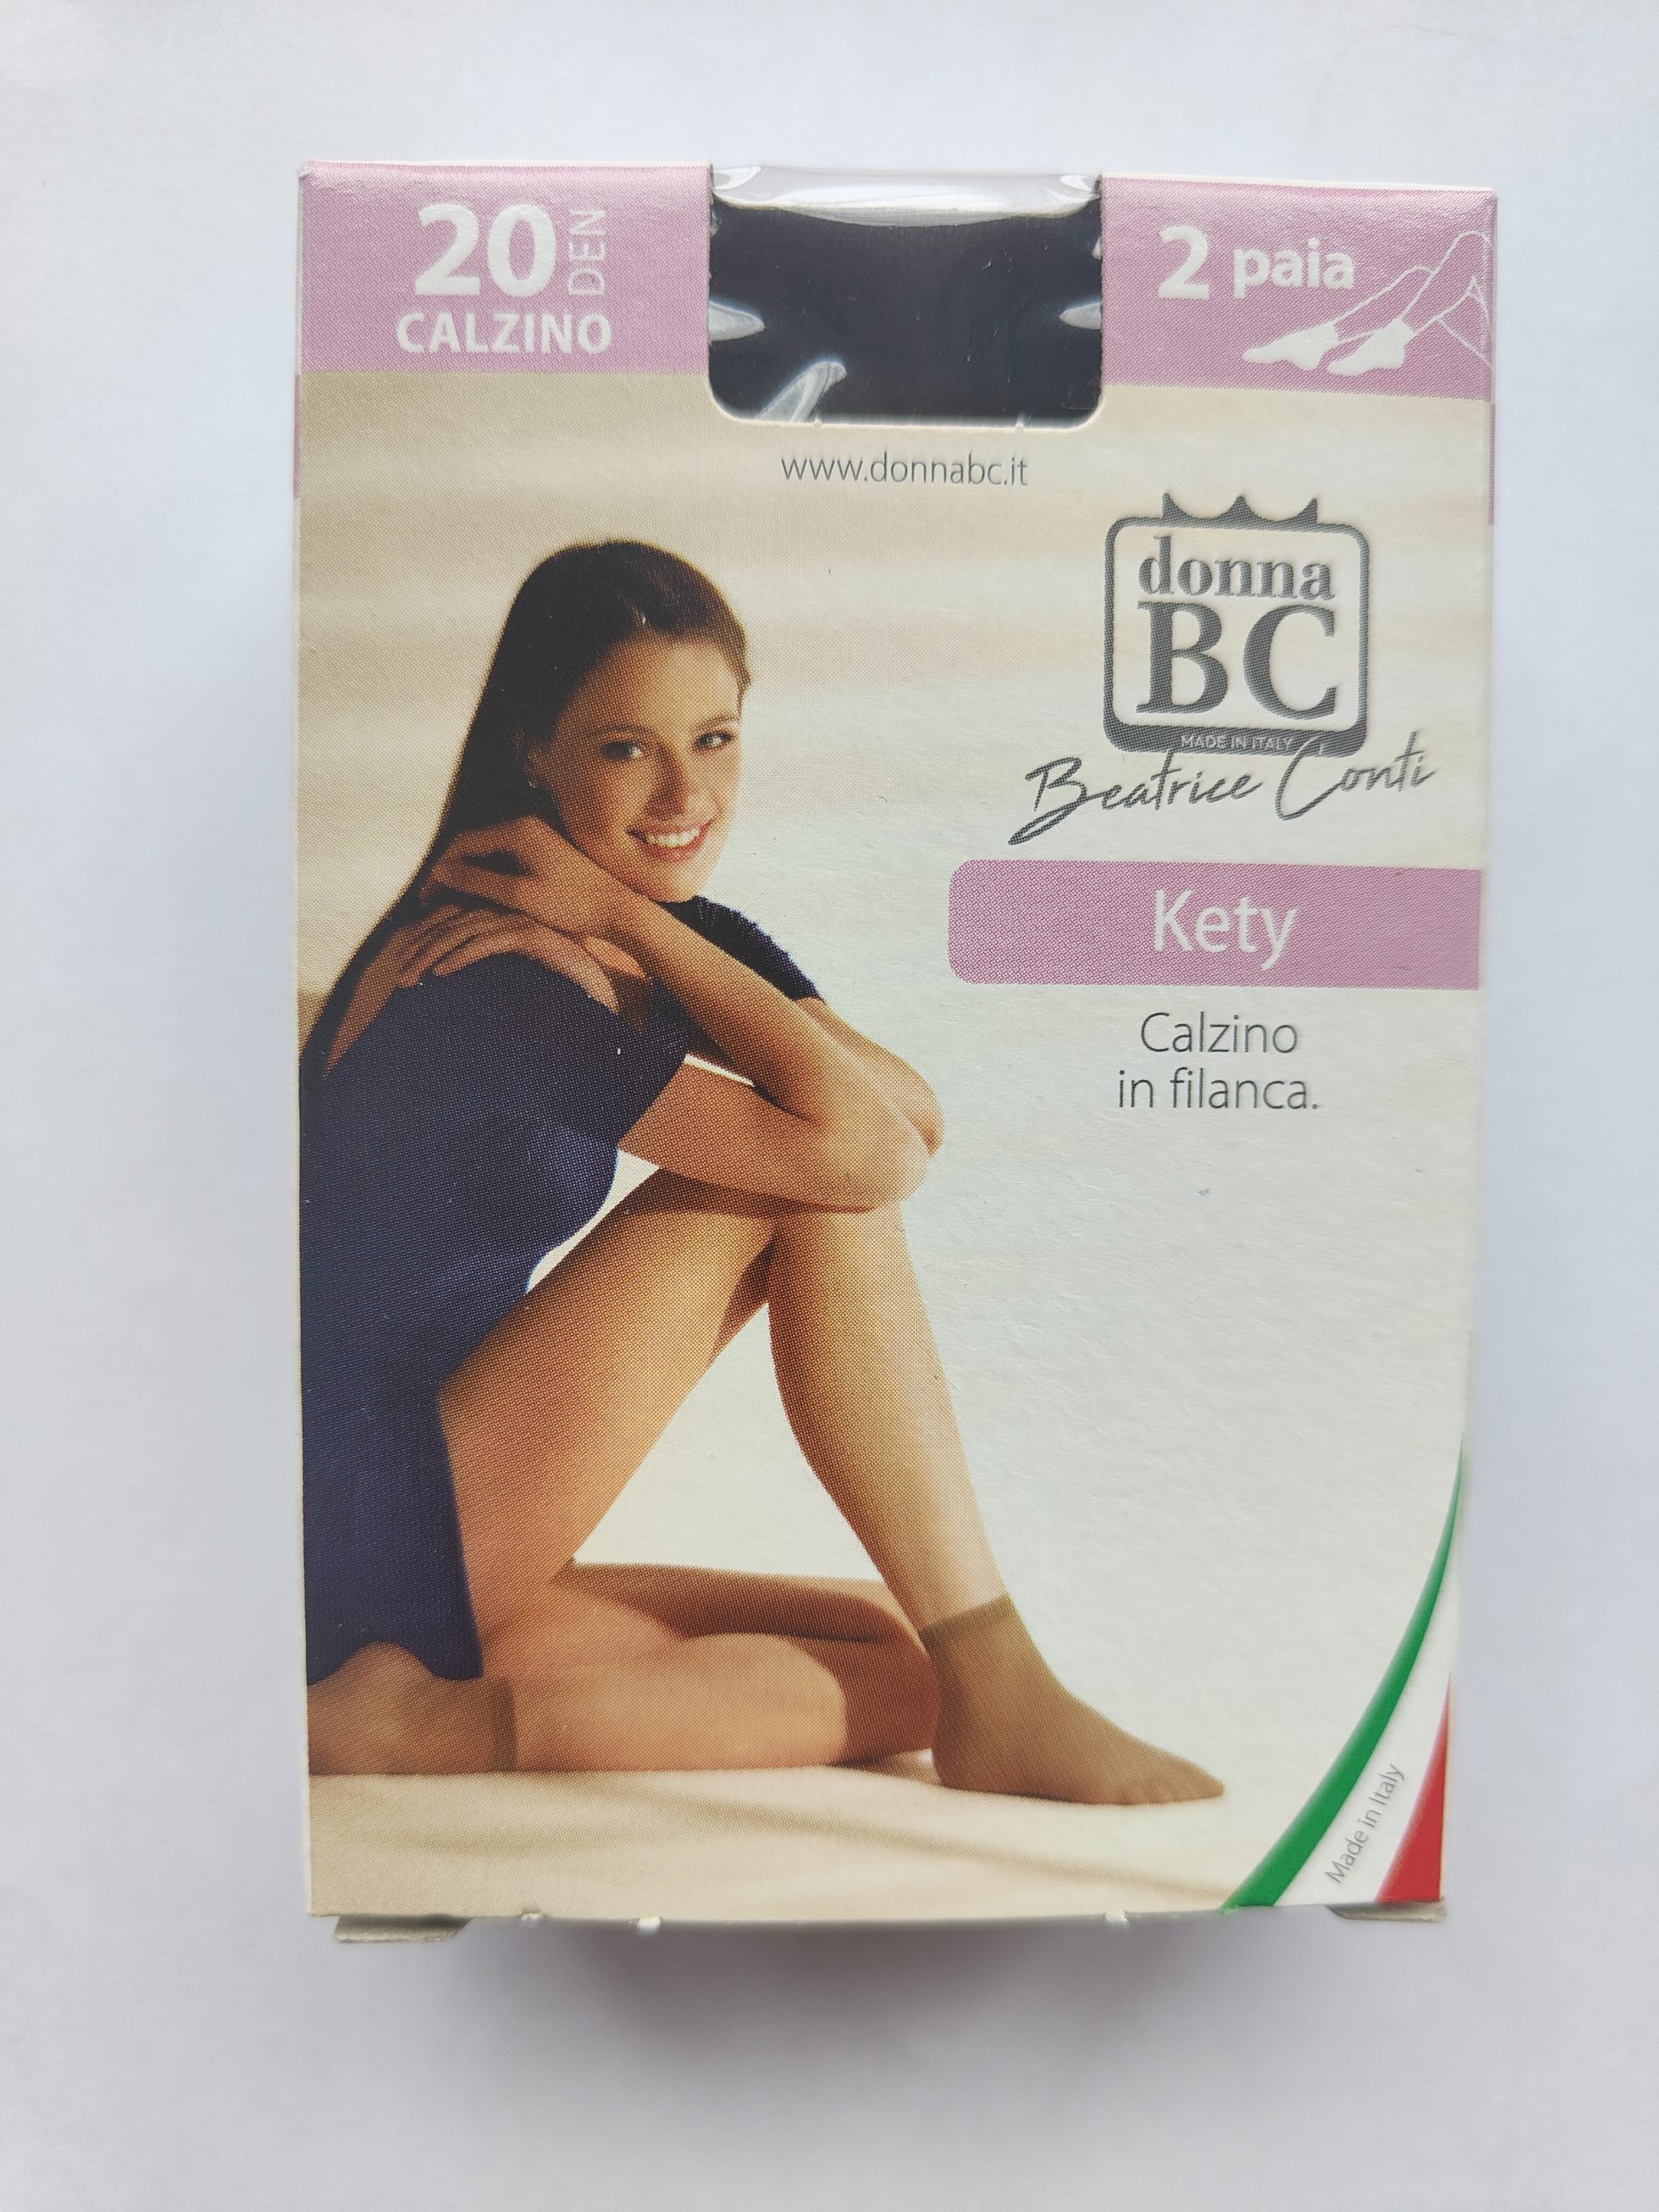 20 DEN
CALZINO
2 paia
www.donnabc.it
donna
BC
MADE IN ITALY
Beatrice Conti
Kety
Calzino
in filanca.
Made in Italy